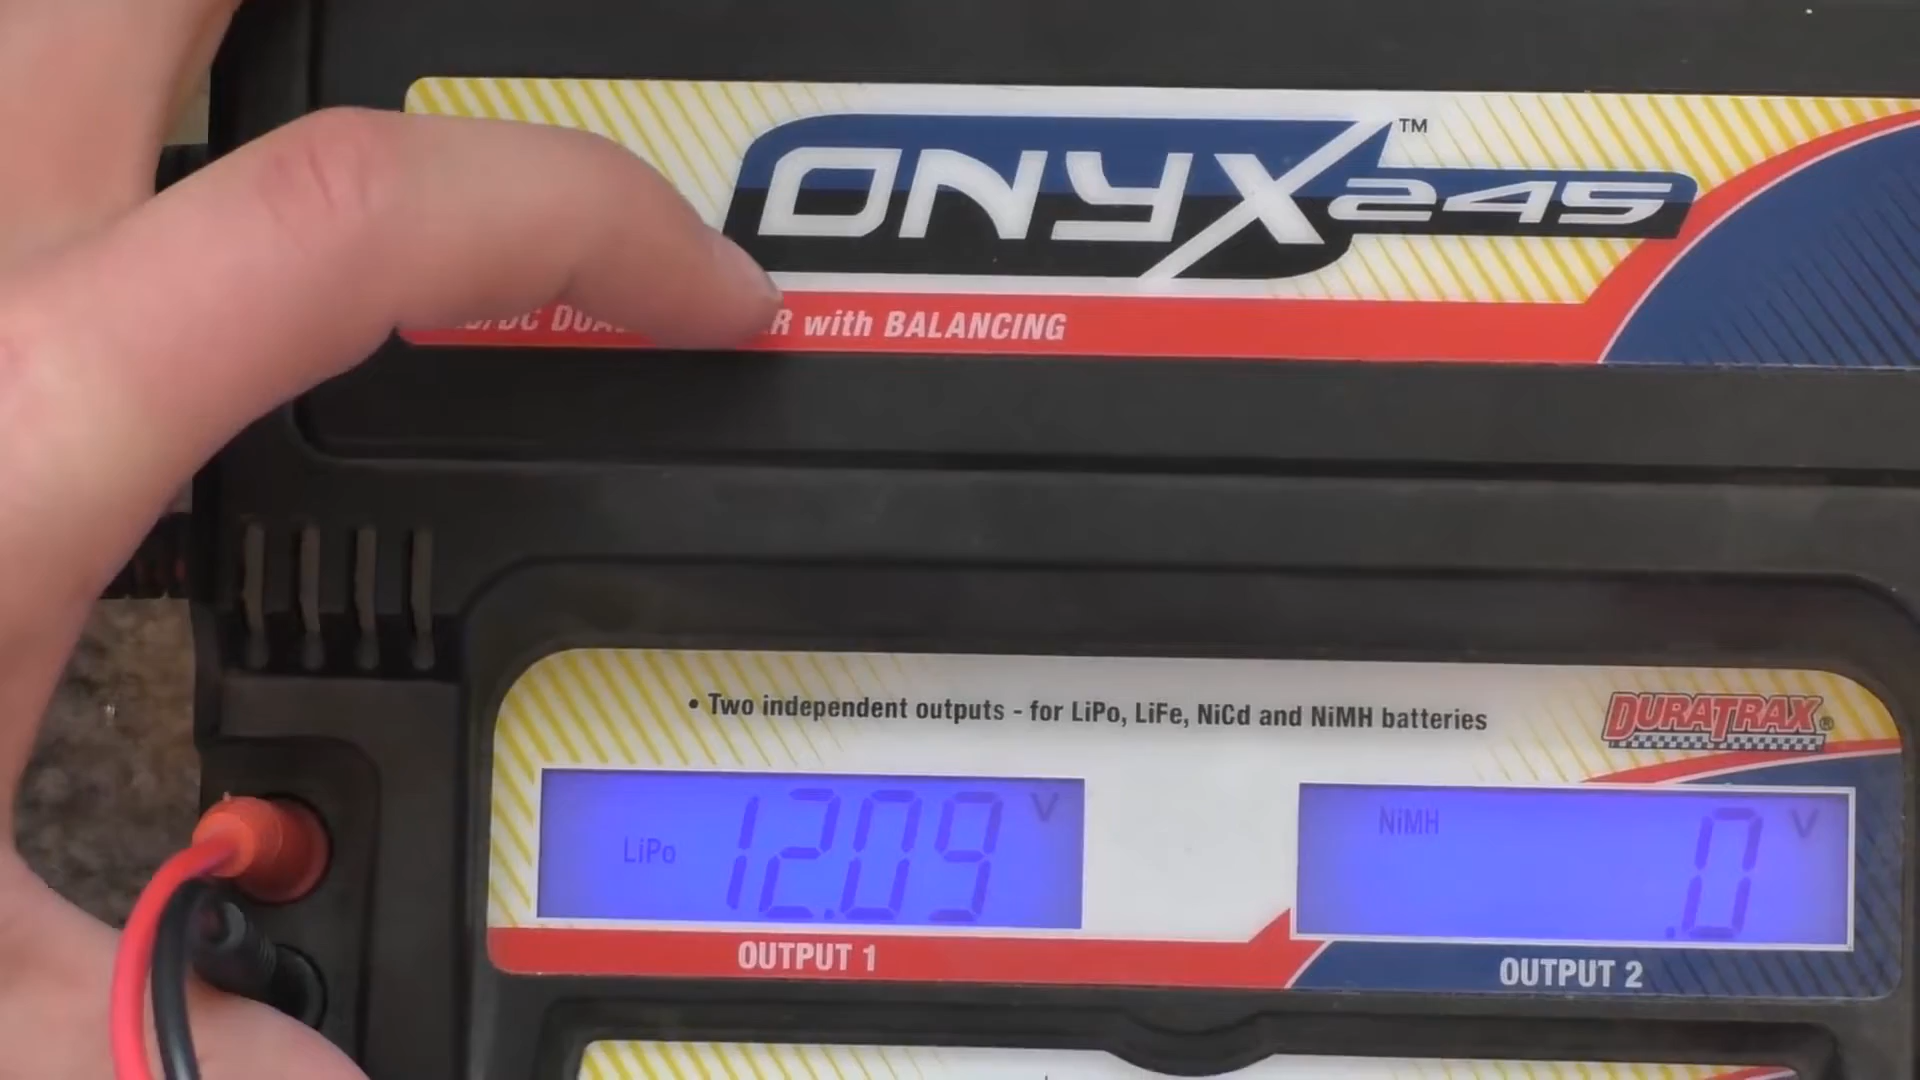 ONYX 245 ™
R with BALANCING
• Two independent outputs - for LiPo, LiFe, NiCd and NiMH batteries
DURATRAX®
LiPo 12.09 V
NiMH .0 V
OUTPUT 1
OUTPUT 2